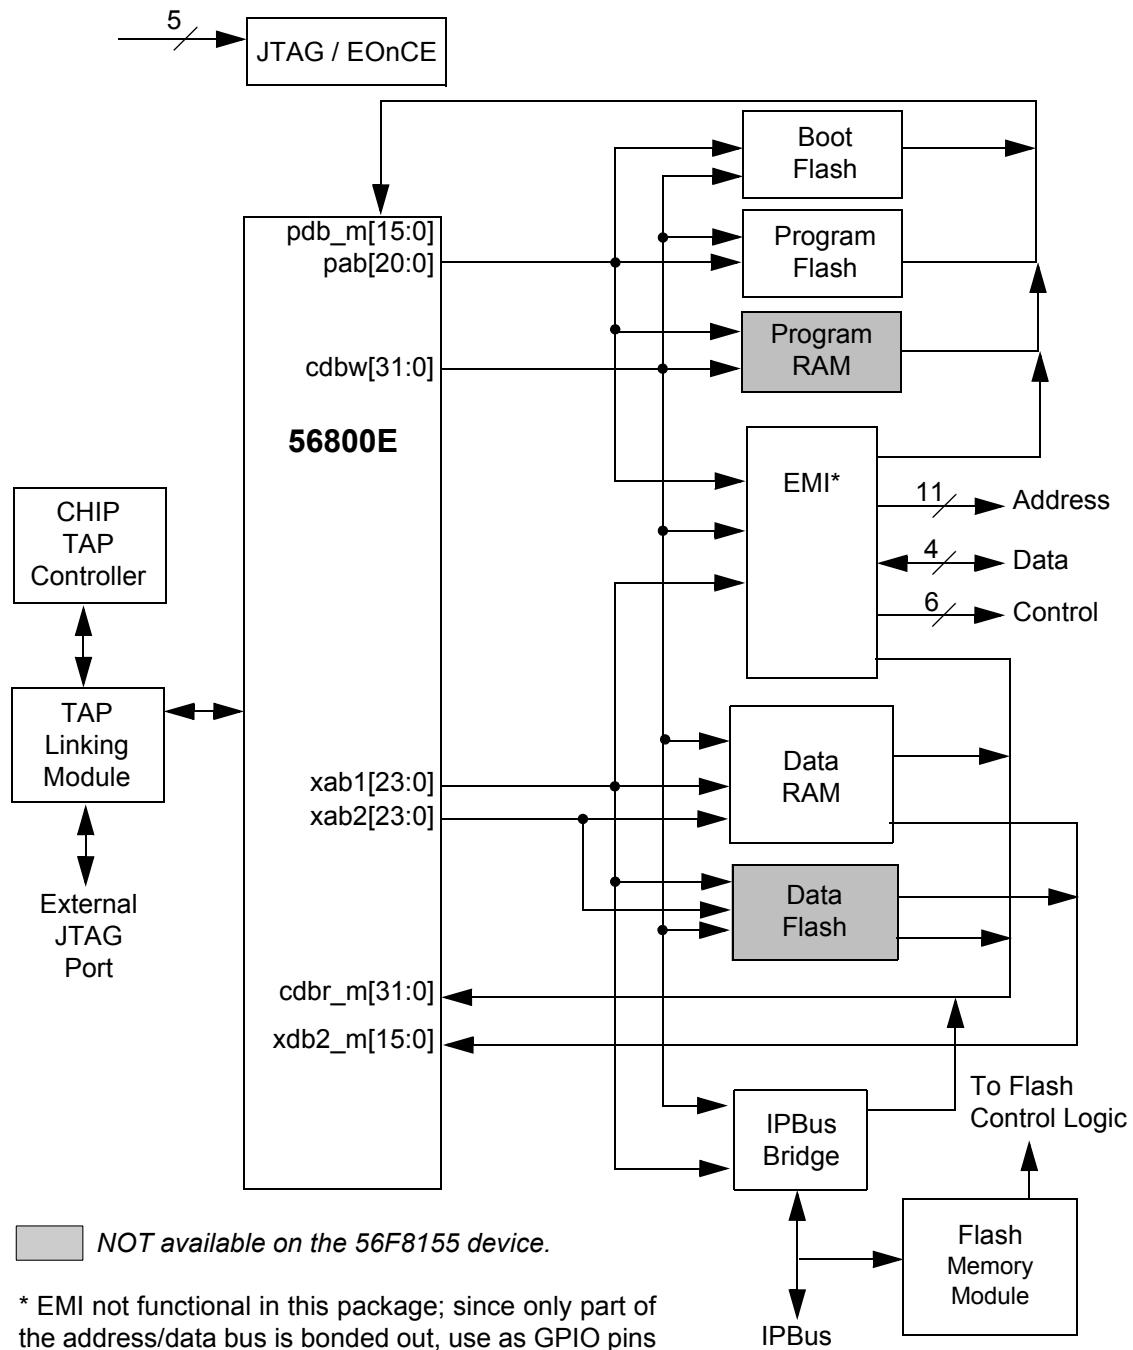 5
JTAG / EOnCE
Boot
Flash
pdb_m[15:0]
pab[20:0]
Program
Flash
Program
RAM
cdbw[31:0]
56800E
EMI*
11
Address
4
Data
6
Control
CHIP
TAP
Controller
TAP
Linking
Module
External
JTAG
Port
xab1[23:0]
xab2[23:0]
Data
RAM
Data
Flash
cdbr_m[31:0]
xdb2_m[15:0]
To Flash
Control Logic
IPBus
Bridge
Flash
Memory
Module
IPBus
NOT available on the 56F8155 device.
* EMI not functional in this package; since only part of
the address/data bus is bonded out, use as GPIO pins